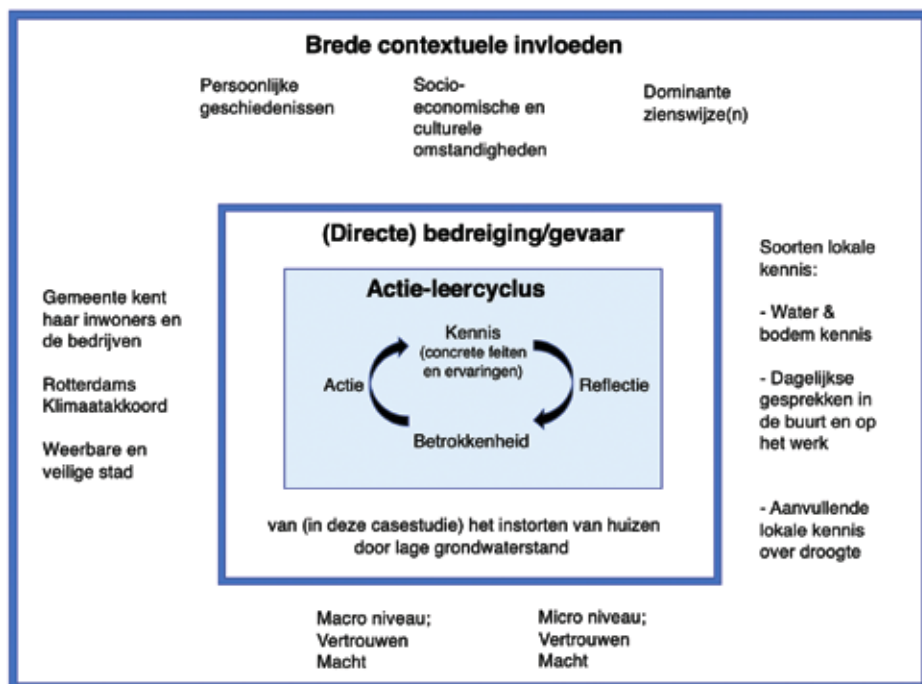 Brede contextuele invloeden
Persoonlijke
geschiedenissen
Socio-
economische en
culturele
omstandigheden
Dominante
zienswijze(n)
Gemeente kent
haar inwoners en
de bedrijven
Rotterdams
Klimaatakkoord
Weerbare en
veilige stad
(Directe) bedreiging/gevaar
Actie-leercyclus
Kennis
(concrete feiten
en ervaringen)
Actie
Reflectie
Betrokkenheid
van (in deze casestudie) het instorten van huizen
door lage grondwaterstand
Soorten lokale
kennis:
- Water &
bodem kennis
- Dagelijkse
gesprekken in
de buurt en op
het werk
- Aanvullende
lokale kennis
over droogte
Macro niveau;
Vertrouwen
Macht
Micro niveau;
Vertrouwen
Macht